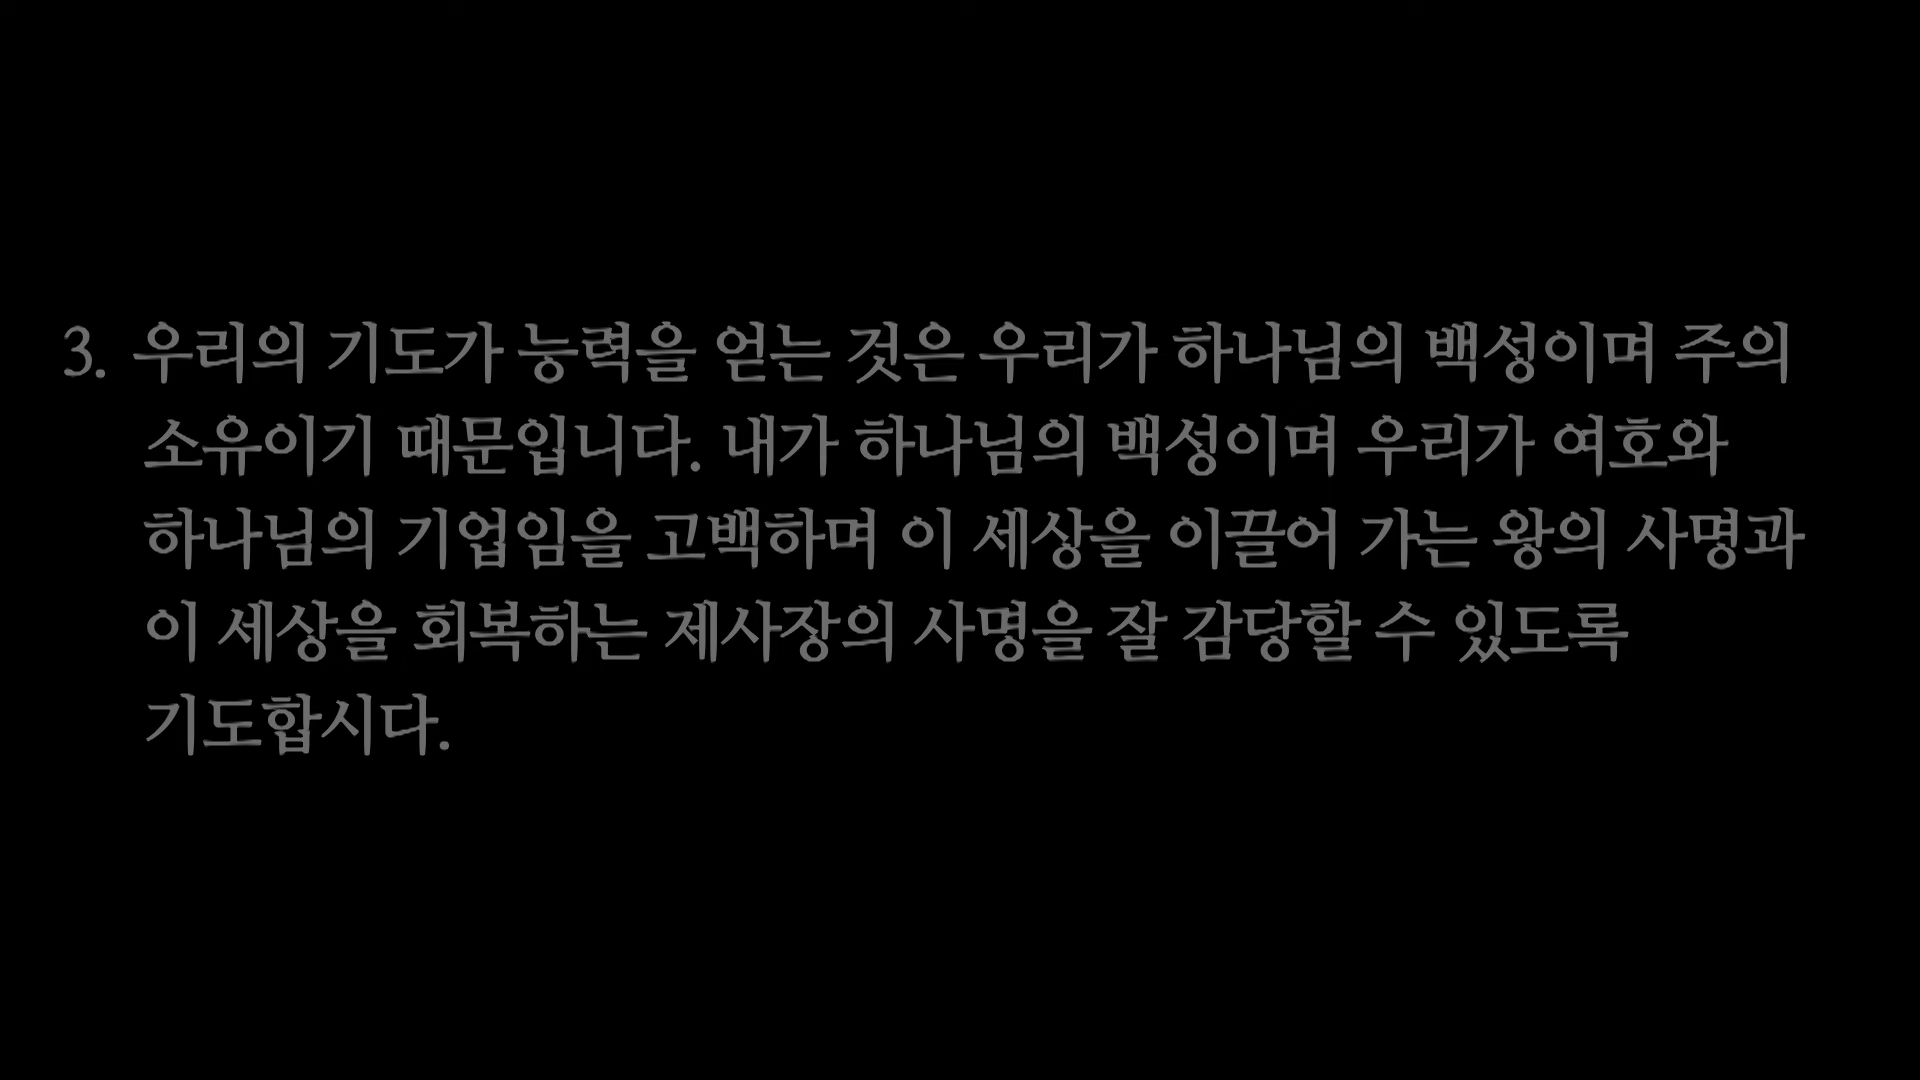 3. 우리의 기도가 능력을 얻는 것은 우리가 하나님의 백성이며 주의
소유이기 때문입니다. 내가 하나님의 백성이며 우리가 여호와
하나님의 기업임을 고백하며 이 세상을 이끌어 가는 왕의 사명과
이 세상을 회복하는 제사장의 사명을 잘 감당할 수 있도록
기도합시다.